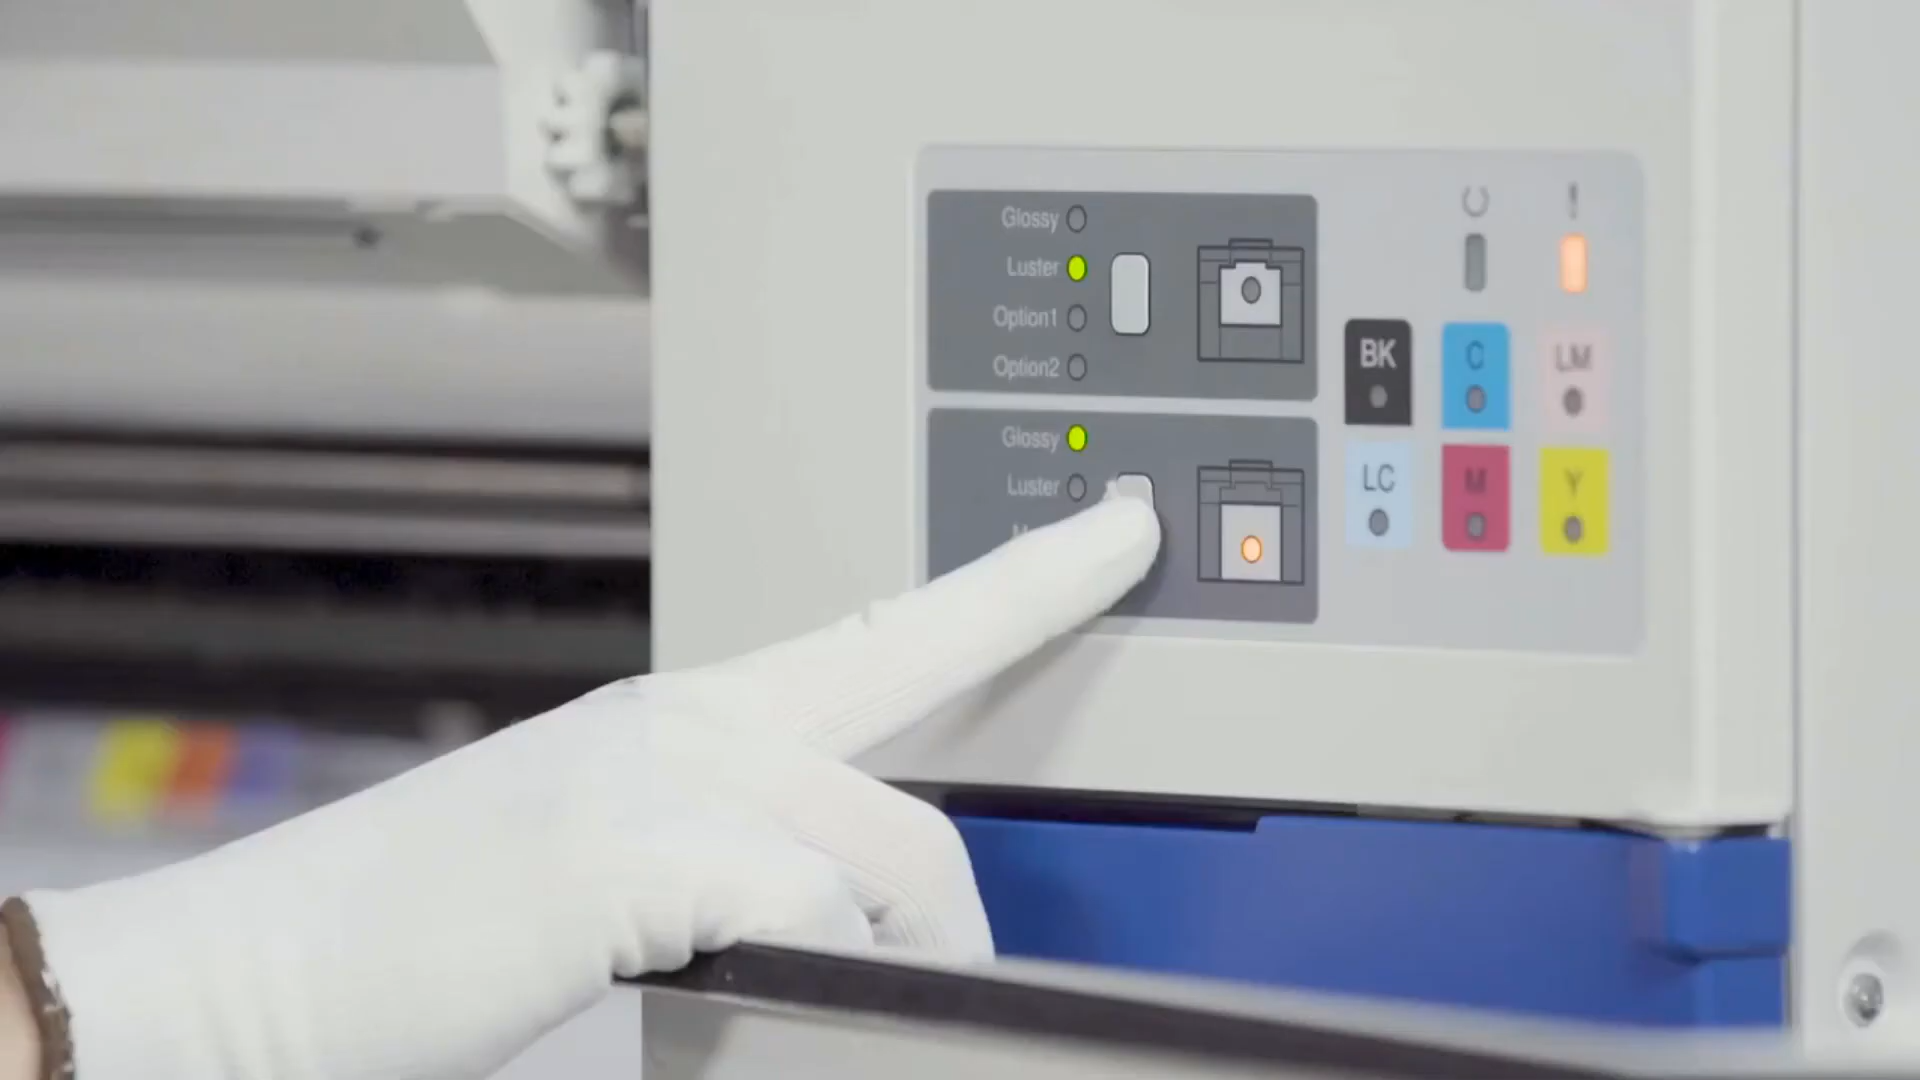 Glossy
Luster
Option1
Option2
Glossy
Luster
BK
C
LM
LC
M
Y